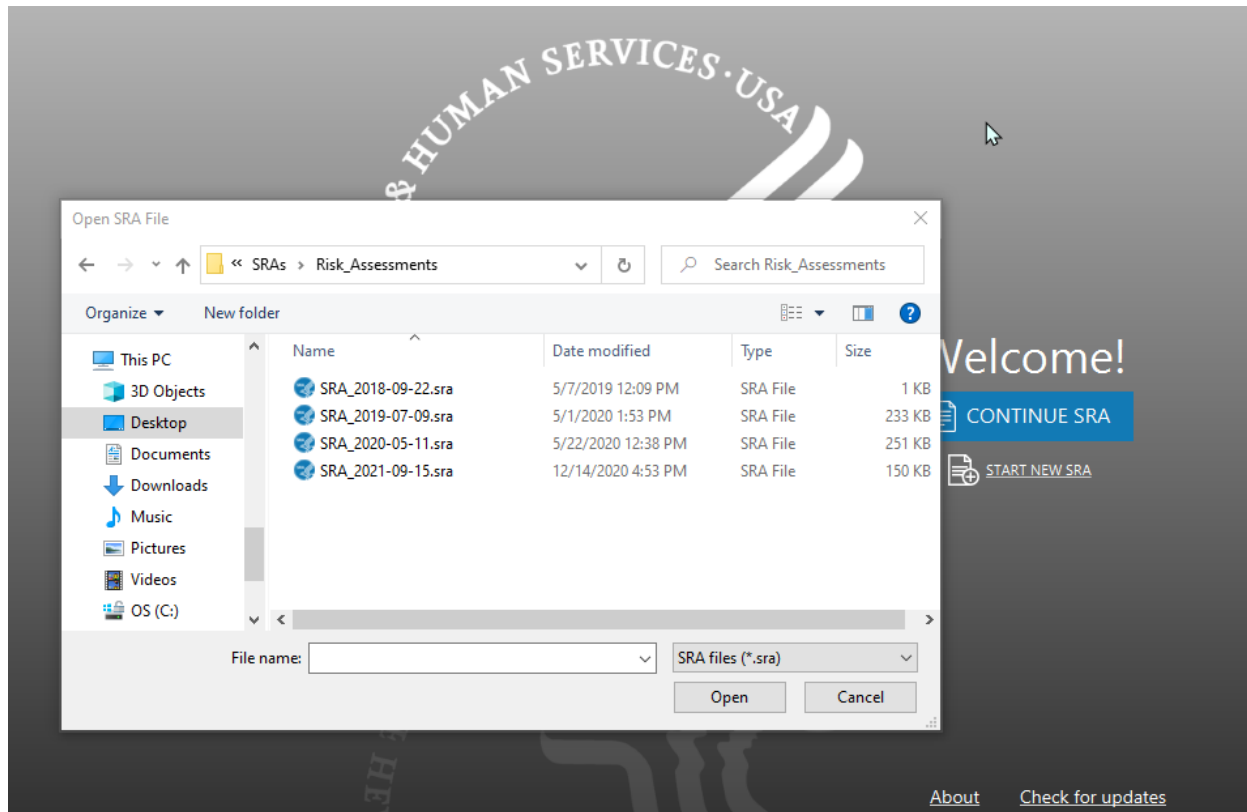 & HUMAN SERVICES · USA
Open SRA File
« SRAs > Risk_Assessments
Search Risk_Assessments
Organize
New folder
Name Date modified Type Size
This PC
3D Objects
Desktop
Documents
Downloads
Music
Pictures
Videos
OS (C:)
SRA_2018-09-22.sra 5/7/2019 12:09 PM SRA File 1 KB
SRA_2019-07-09.sra 5/1/2020 1:53 PM SRA File 233 KB
SRA_2020-05-11.sra 5/22/2020 12:38 PM SRA File 251 KB
SRA_2021-09-15.sra 12/14/2020 4:53 PM SRA File 150 KB
File name:
SRA files (*.sra)
Open
Cancel
Welcome!
CONTINUE SRA
START NEW SRA
About
Check for updates